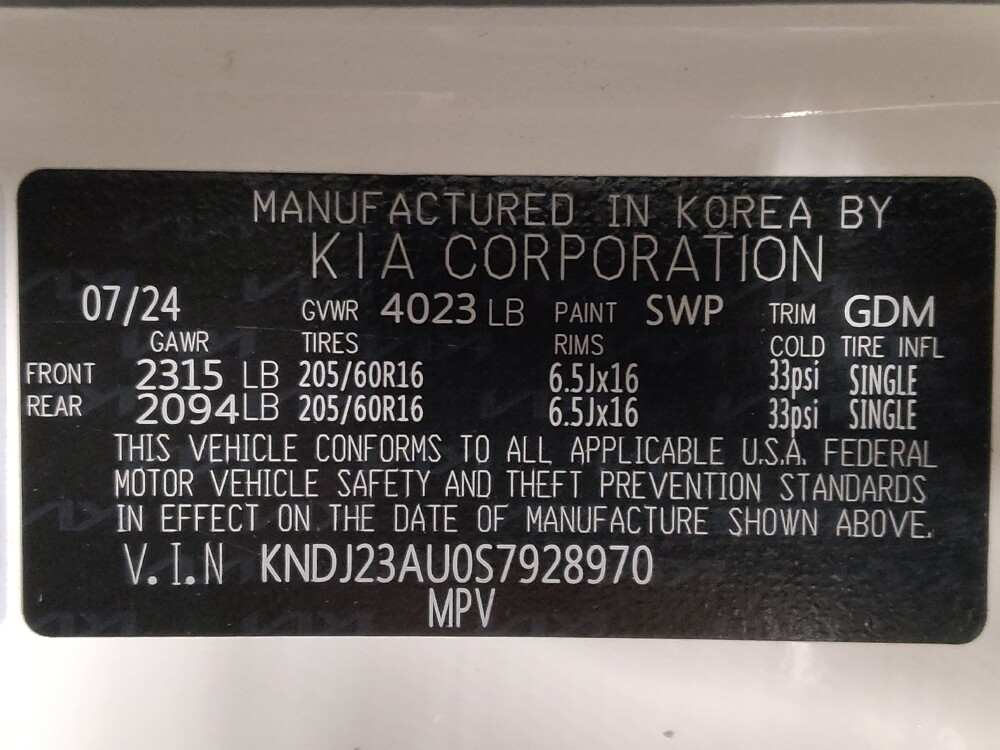 MANUFACTURED IN KOREA BY
KIA CORPORATION
07/24 GVWR 4023 LB PAINT SWP TRIM GDM
GAWR TIRES RIMS COLD TIRE INFL
FRONT 2315 LB 205/60R16 6.5Jx16 33psi SINGLE
REAR 2094 LB 205/60R16 6.5Jx16 33psi SINGLE
THIS VEHICLE CONFORMS TO ALL APPLICABLE U.S.A. FEDERAL
MOTOR VEHICLE SAFETY AND THEFT PREVENTION STANDARDS
IN EFFECT ON THE DATE OF MANUFACTURE SHOWN ABOVE.
V.I.N KNDJ23AU0S7928970
MPV